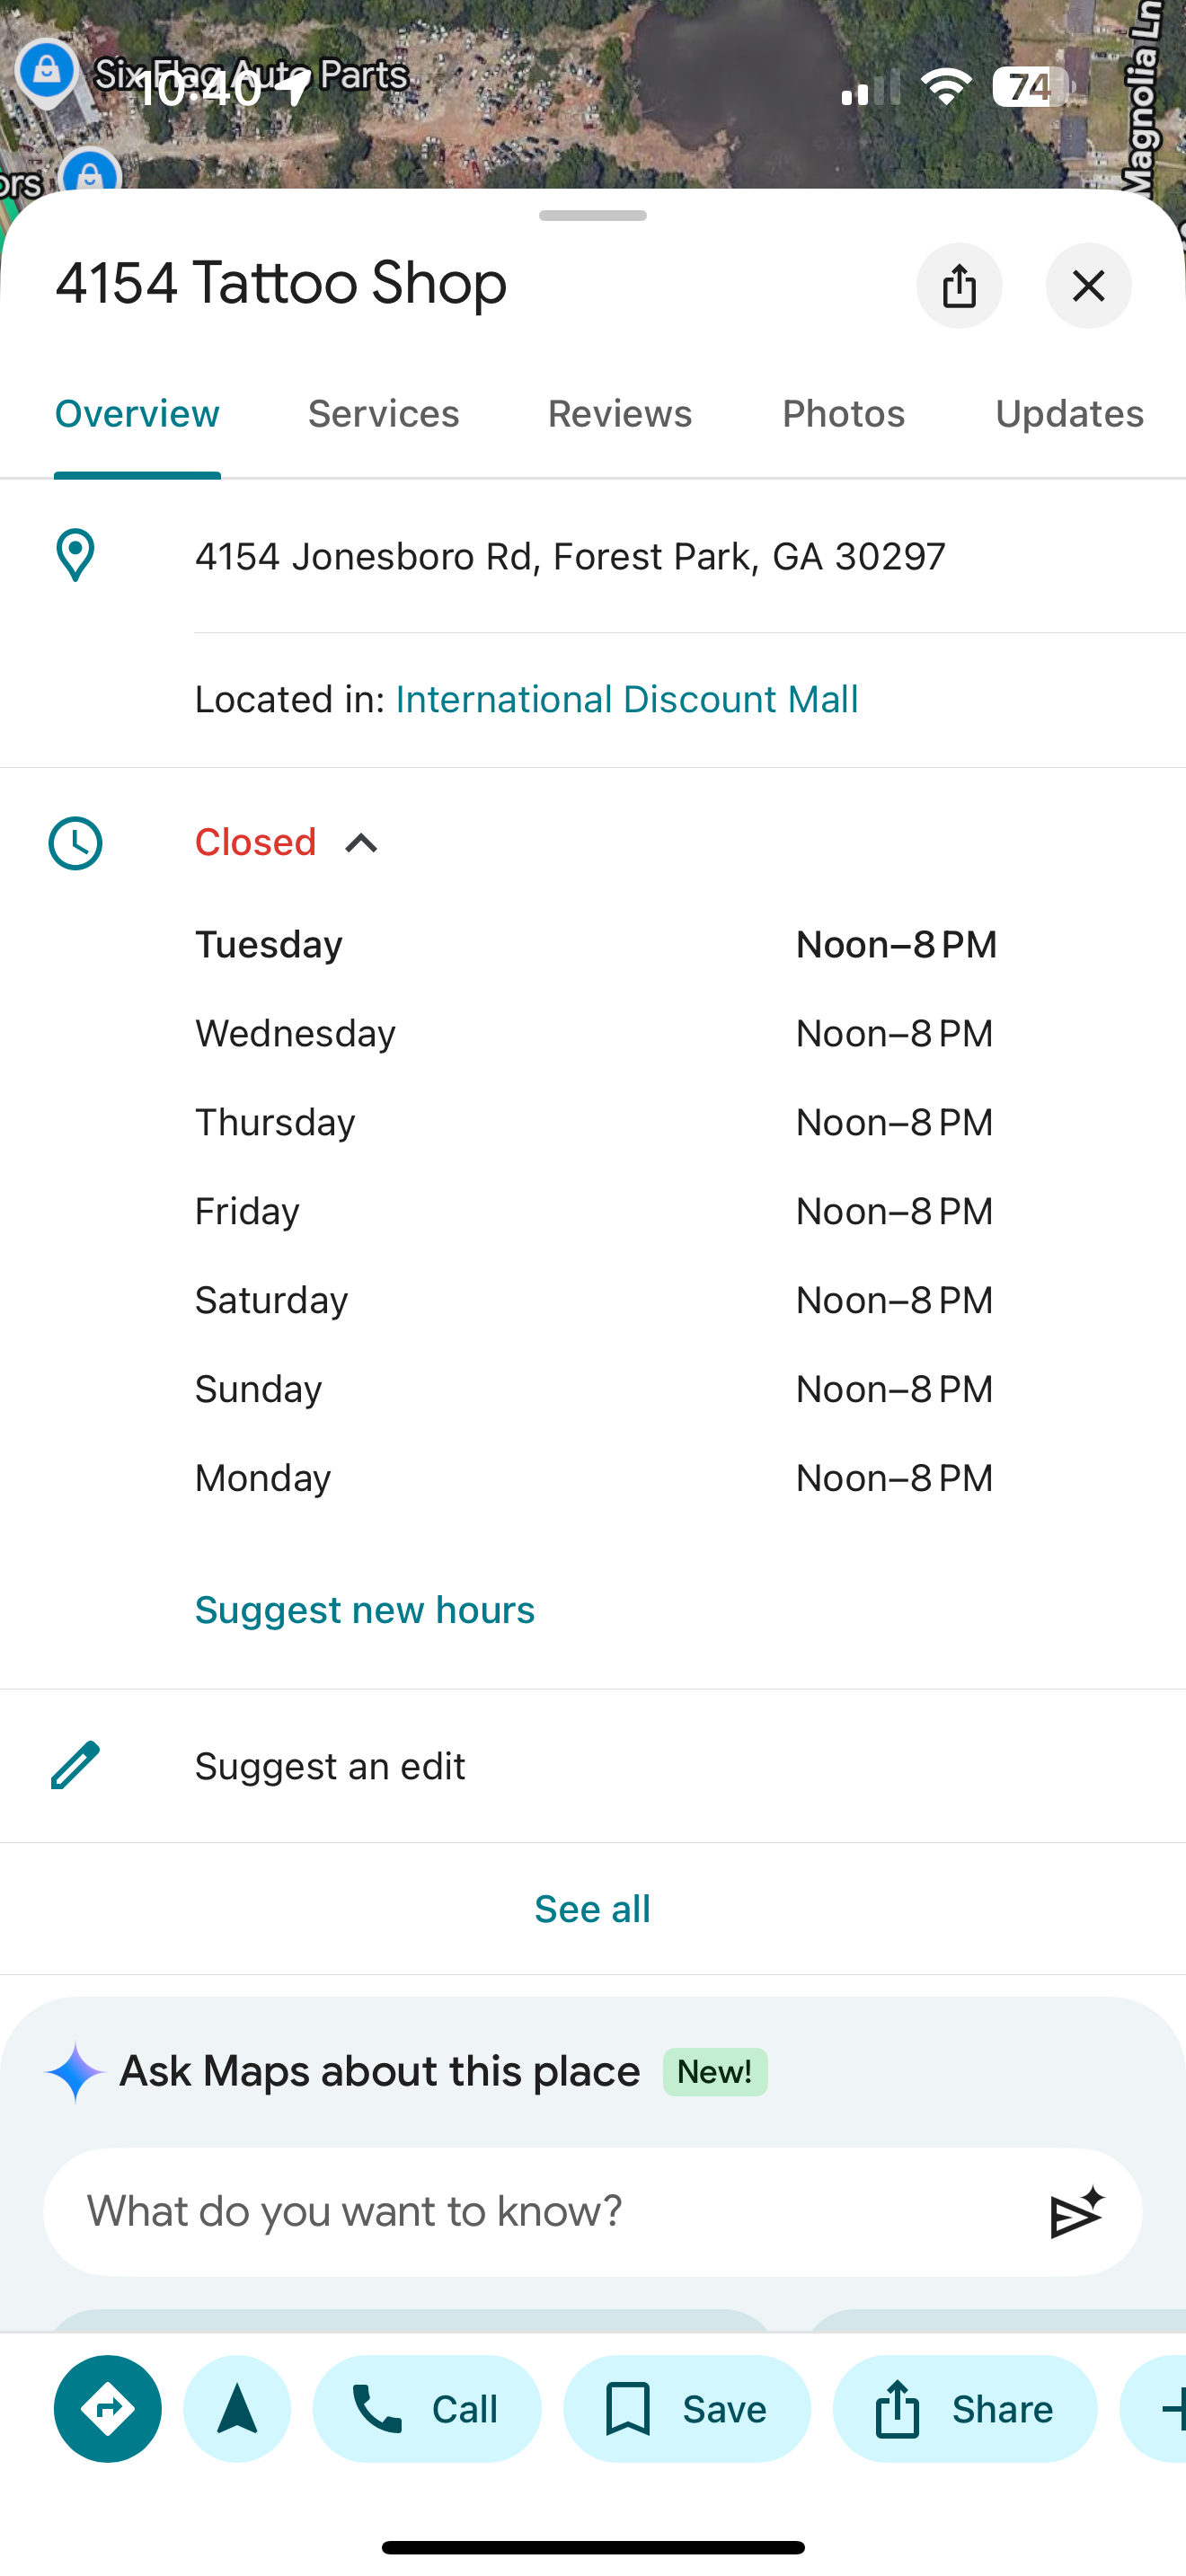 Six Flag Auto Parts
10:40
74
Magnolia Ln
ors
4154 Tattoo Shop
Overview Services Reviews Photos Updates
4154 Jonesboro Rd, Forest Park, GA 30297
Located in: International Discount Mall
Closed
Tuesday Noon–8 PM
Wednesday Noon–8 PM
Thursday Noon–8 PM
Friday Noon–8 PM
Saturday Noon–8 PM
Sunday Noon–8 PM
Monday Noon–8 PM
Suggest new hours
Suggest an edit
See all
Ask Maps about this place New!
What do you want to know?
Call Save Share